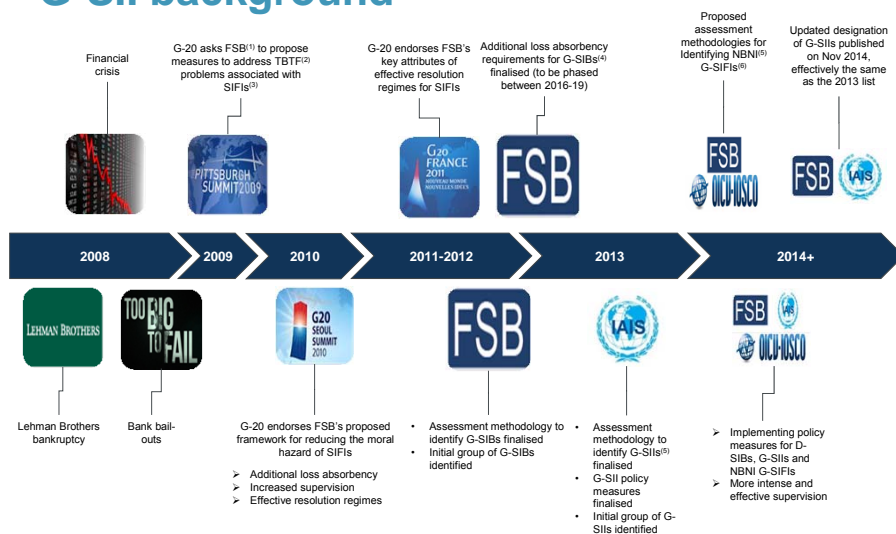 G-SII background
Financial
crisis
G-20 asks FSB(1) to propose
measures to address TBTF(2)
problems associated with
SIFIs(3)
G-20 endorses FSB's
key attributes of
effective resolution
regimes for SIFIs
Additional loss absorbency
requirements for G-SIBs(4)
finalised (to be phased
between 2016-19)
Proposed
assessment
methodologies for
Identifying NBNI(5)
G-SIFIs(6)
Updated designation
of G-SIIs published
on Nov 2014,
effectively the same
as the 2013 list
PITTSBURGH
SUMMIT2009
G20
FRANCE
2011
NOUVEAU MONDE
NOUVELLES IDÉES
FSB
FSB
OICU-IOSCO
FSB
IAIS
2008
2009
2010
2011-2012
2013
2014+
LEHMAN BROTHERS
TOO BIG
TO FAIL
G20
SEOUL
SUMMIT
2010
FSB
IAIS
FSB
IAIS
OICU-IOSCO
Lehman Brothers
bankruptcy
Bank bail-
outs
G-20 endorses FSB's proposed
framework for reducing the moral
hazard of SIFIs
➢ Additional loss absorbency
➢ Increased supervision
➢ Effective resolution regimes
• Assessment methodology to
identify G-SIBs finalised
• Initial group of G-SIBs
identified
• Assessment
methodology to
identify G-SIIs(5)
finalised
• G-SII policy
measures
finalised
• Initial group of G-
SIIs identified
➢ Implementing policy
measures for D-
SIBs, G-SIIs and
NBNI G-SIFIs
➢ More intense and
effective supervision